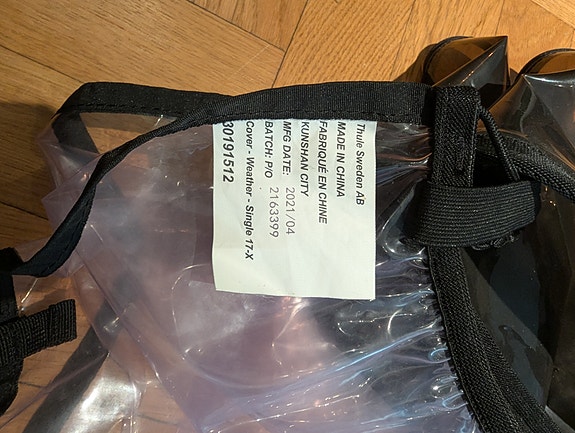 Thule Sweden AB
MADE IN CHINA
FABRIQUÉ EN CHINE
KUNSHAN CITY
MFG DATE: 2021/04
BATCH: P/O 2163399
Cover - Weather - Single 17-X
30191512